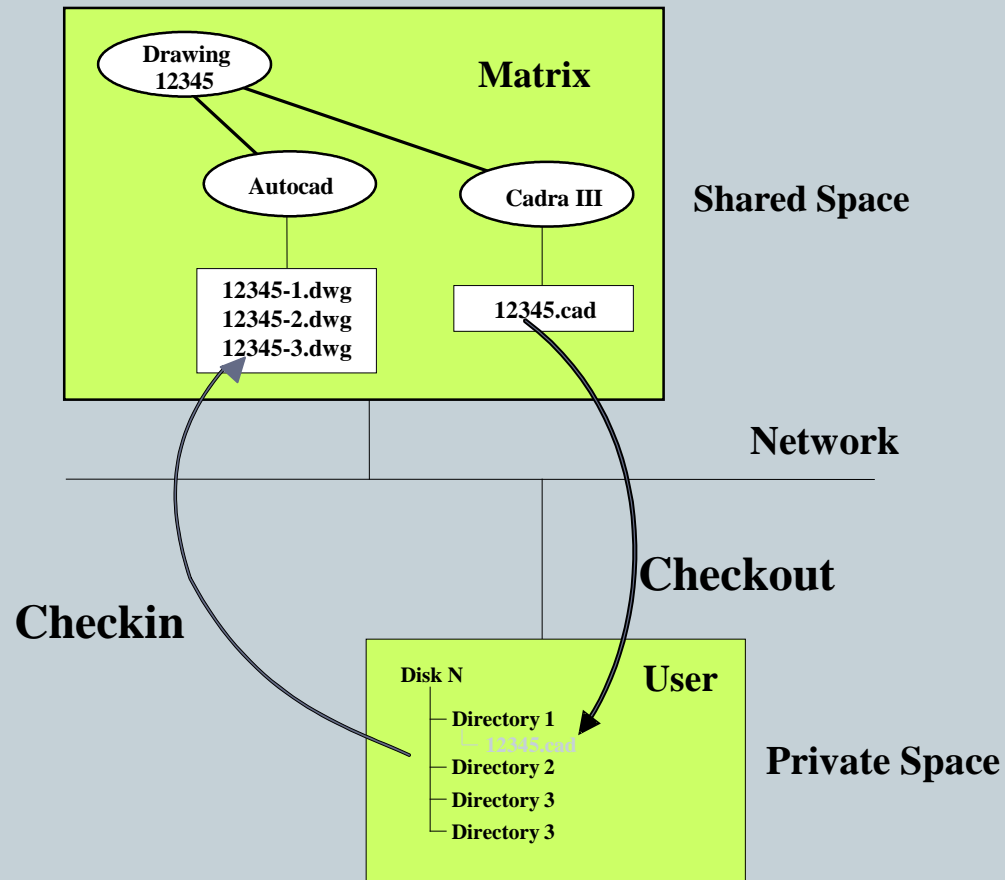 Drawing
12345
Matrix
Autocad
Cadra III
Shared Space
12345-1.dwg
12345-2.dwg
12345-3.dwg
12345.cad
Network
Checkout
Checkin
Disk N
User
Directory 1
12345.cad
Directory 2
Directory 3
Directory 3
Private Space